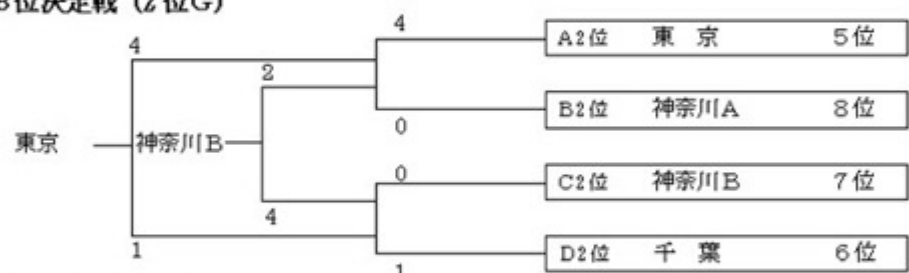 位決定戦（2位G）
4
4
A2位 東 京 5位
2
B2位 神奈川A 8位
0
東京
神奈川B
0
C2位 神奈川B 7位
4
1
D2位 千 葉 6位
1